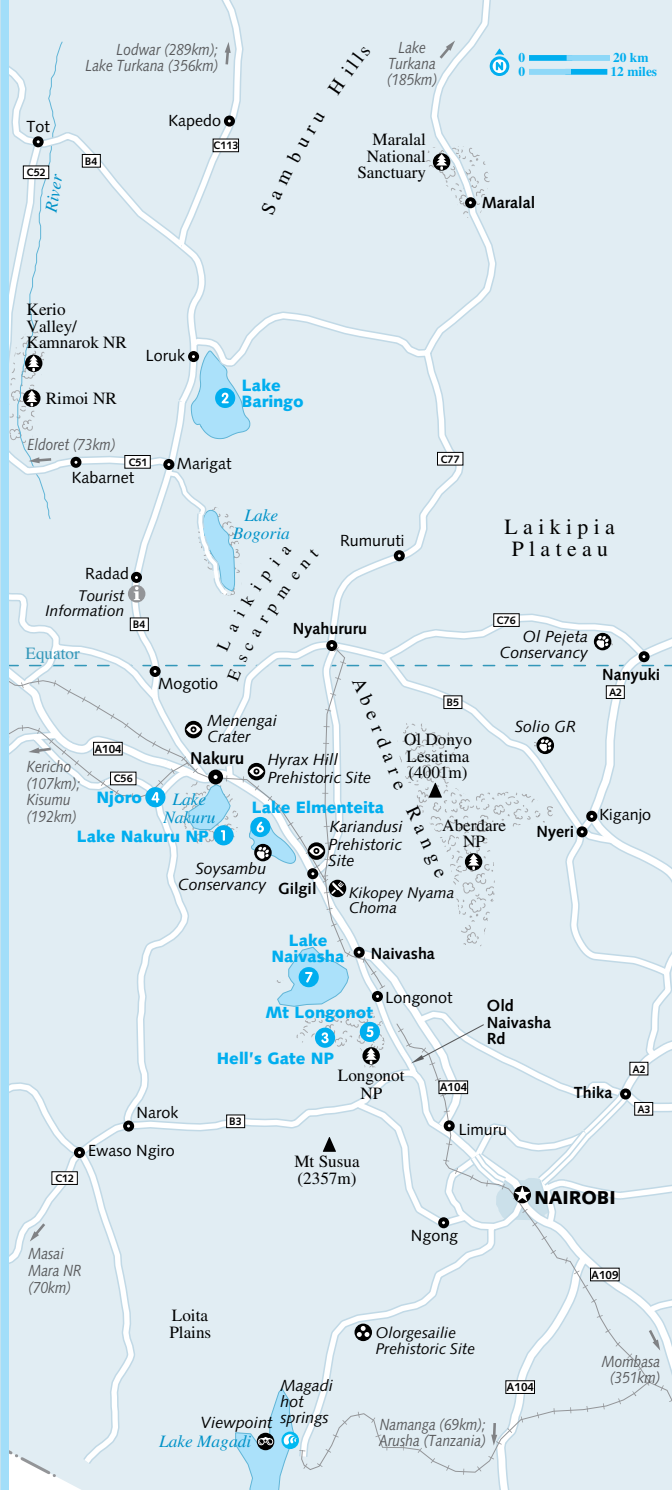 Lodwar (289km);
Lake Turkana (356km)
Lake
Turkana
(185km)
N
0 20 km
0 12 miles
Samburu Hills
Kapedo
Tot
C113
B4
C52
River
Maralal
National
Sanctuary
Maralal
Kerio
Valley/
Kamnarok NR
Loruk
2
Lake
Baringo
Rimoi NR
Eldoret (73km)
C51
Marigat
Kabarnet
C77
Lake
Bogoria
Laikipia
Plateau
Rumuruti
Laikipia
Escarpment
Radad
Tourist
Information
B4
Nyahururu
C76
Ol Pejeta
Conservancy
Equator
Mogotio
Nanyuki
A2
B5
Aberdare Range
Menengai
Crater
Solio GR
Ol Donyo
Lesatima
(4001m)
A104
Nakuru
Hyrax Hill
Prehistoric Site
Kericho
(107km);
Kisumu
(192km)
C56
Njoro 4
Lake
Nakuru
Lake Elmenteita
6
Kiganjo
Nyeri
Lake Nakuru NP 1
Kariandusi
Prehistoric
Site
Aberdare
NP
Soysambu
Conservancy
Gilgil
Kikopey Nyama
Choma
Lake
Naivasha
7
Naivasha
Longonot
Mt Longonot
3
5
Old
Naivasha
Rd
Hell's Gate NP
Longonot
NP
A2
A104
Thika
A3
Narok
B3
Limuru
Ewaso Ngiro
Mt Susua
(2357m)
C12
NAIROBI
Ngong
Masai
Mara NR
(70km)
A109
Loita
Plains
Olorgesailie
Prehistoric Site
Mombasa
(351km)
Magadi
hot
springs
A104
Viewpoint
Lake Magadi
Namanga (69km);
Arusha (Tanzania)